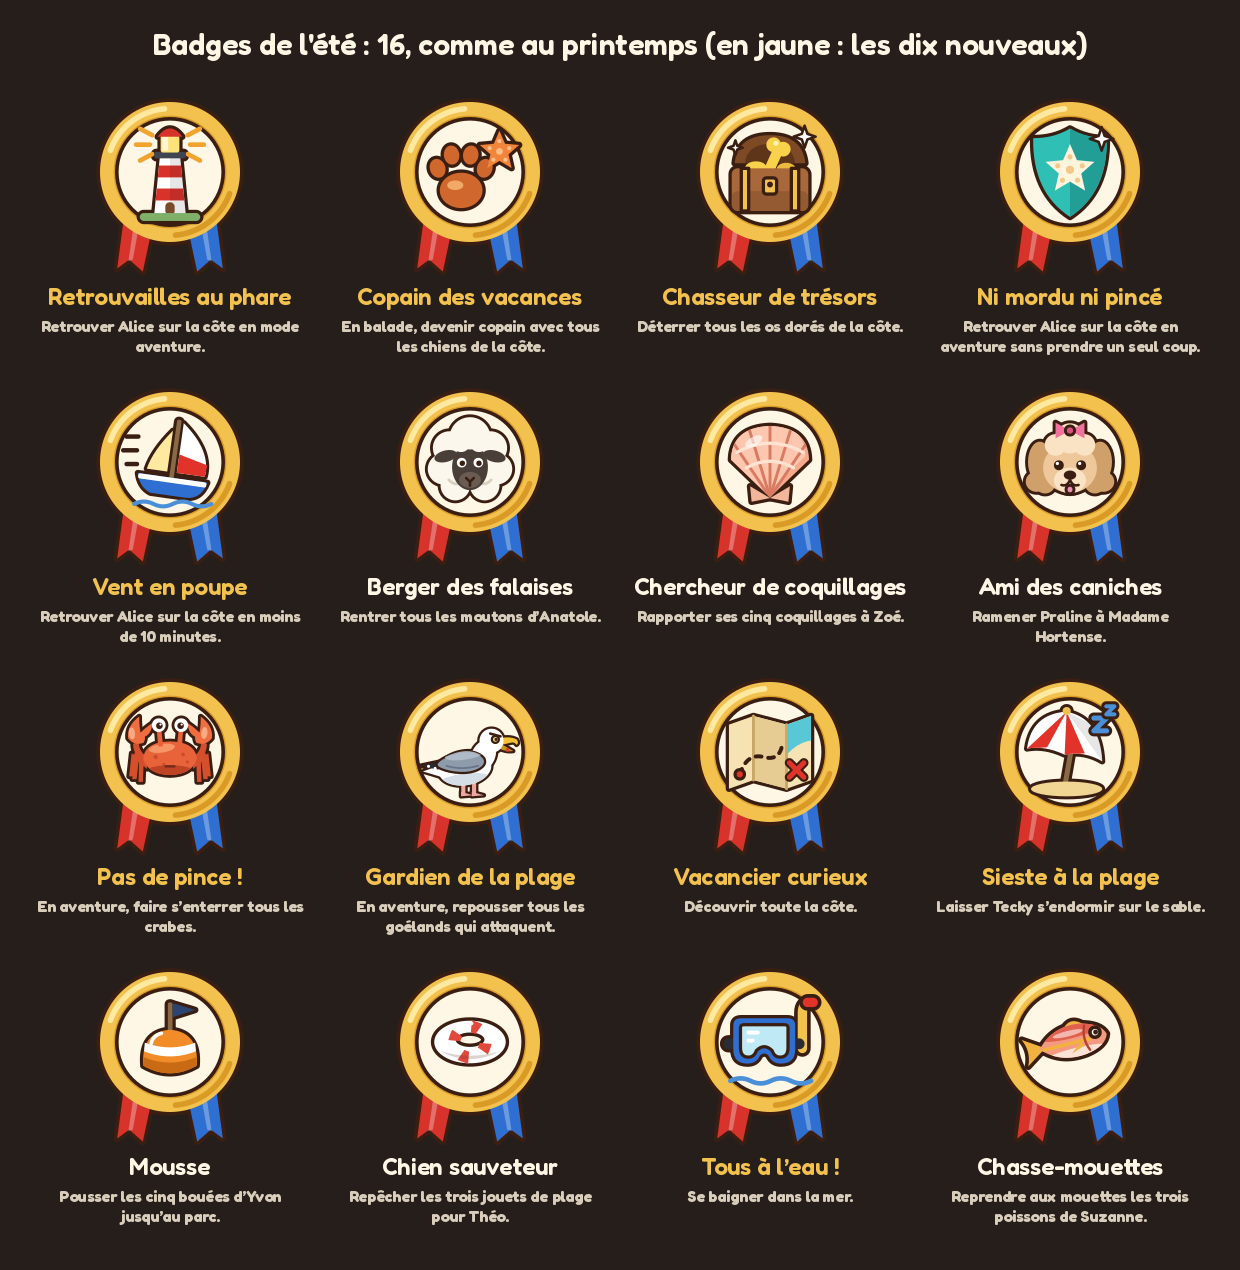 Badges de l'été : 16, comme au printemps (en jaune : les dix nouveaux)
Retrouvailles au phare
Retrouver Alice sur la côte en mode
aventure.
Copain des vacances
En balade, devenir copain avec tous
les chiens de la côte.
Chasseur de trésors
Déterrer tous les os dorés de la côte.
Ni mordu ni pincé
Retrouver Alice sur la côte en
aventure sans prendre un seul coup.
Vent en poupe
Retrouver Alice sur la côte en moins
de 10 minutes.
Berger des falaises
Rentrer tous les moutons d’Anatole.
Chercheur de coquillages
Rapporter ses cinq coquillages à Zoé.
Ami des caniches
Ramener Praline à Madame
Hortense.
Pas de pince !
En aventure, faire s’enterrer tous les
crabes.
Gardien de la plage
En aventure, repousser tous les
goélands qui attaquent.
Vacancier curieux
Découvrir toute la côte.
Z Z
Sieste à la plage
Laisser Tecky s’endormir sur le sable.
Mousse
Pousser les cinq bouées d’Yvon
jusqu’au parc.
Chien sauveteur
Repêcher les trois jouets de plage
pour Théo.
Tous à l’eau !
Se baigner dans la mer.
Chasse-mouettes
Reprendre aux mouettes les trois
poissons de Suzanne.